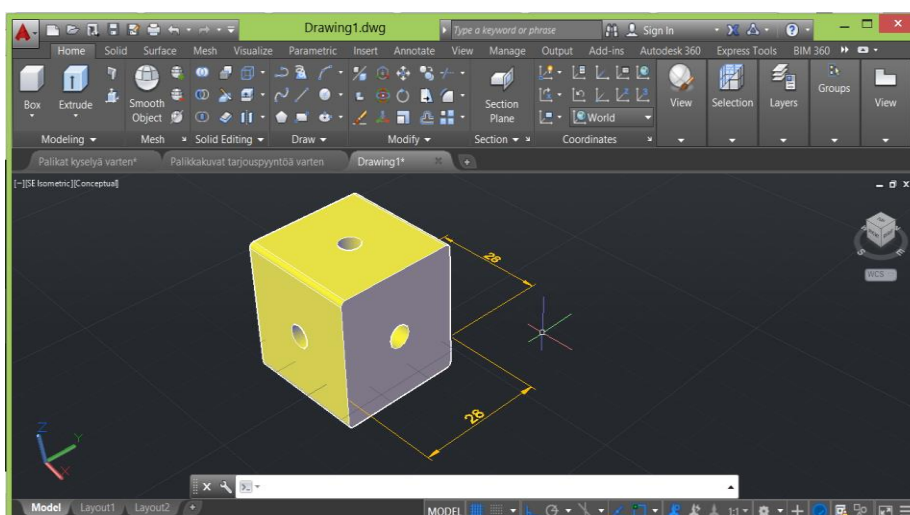 Drawing1.dwg
Type a keyword or phrase
Sign In
Home Solid Surface Mesh Visualize Parametric Insert Annotate View Manage Output Add-ins Autodesk 360 Express Tools BIM 360
Box Extrude Smooth Object Section Plane World View Selection Layers Groups View
Modeling Mesh Solid Editing Draw Modify Section Coordinates
Palikat kyselyä varten* Palikkakuvat tarjouspyyntöä varten Drawing1*
[−][SE Isometric][Conceptual]
28
WCS
28
Z
Y
X
Model Layout1 Layout2 MODEL 1:1